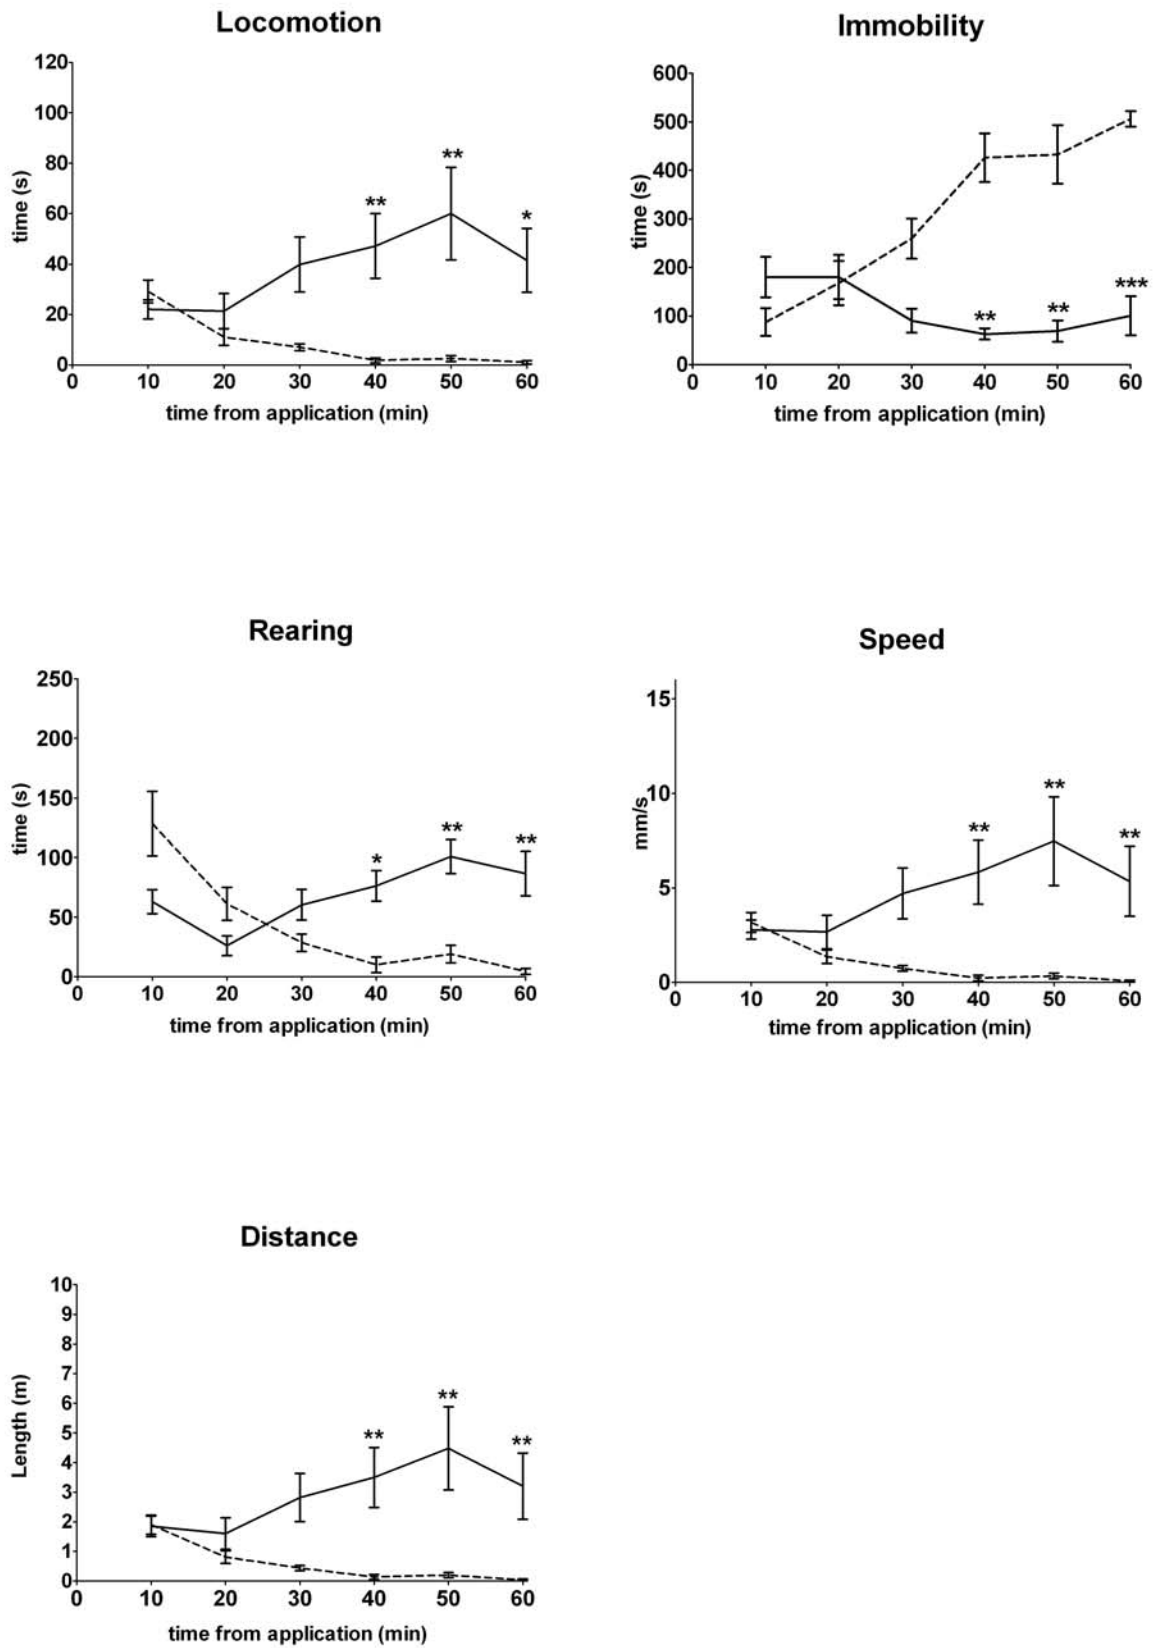 Locomotion
120
100
80
60
40
20
0
time (s)
** ** *
0 10 20 30 40 50 60
time from application (min)
Immobility
600
500
400
300
200
100
0
time (s)
** ** ***
0 10 20 30 40 50 60
time from application (min)
Rearing
250
200
150
100
50
0
time (s)
* ** **
0 10 20 30 40 50 60
time from application (min)
Speed
15
10
5
0
mm/s
** ** **
0 10 20 30 40 50 60
time from application (min)
Distance
10
9
8
7
6
5
4
3
2
1
0
Length (m)
** ** **
0 10 20 30 40 50 60
time from application (min)